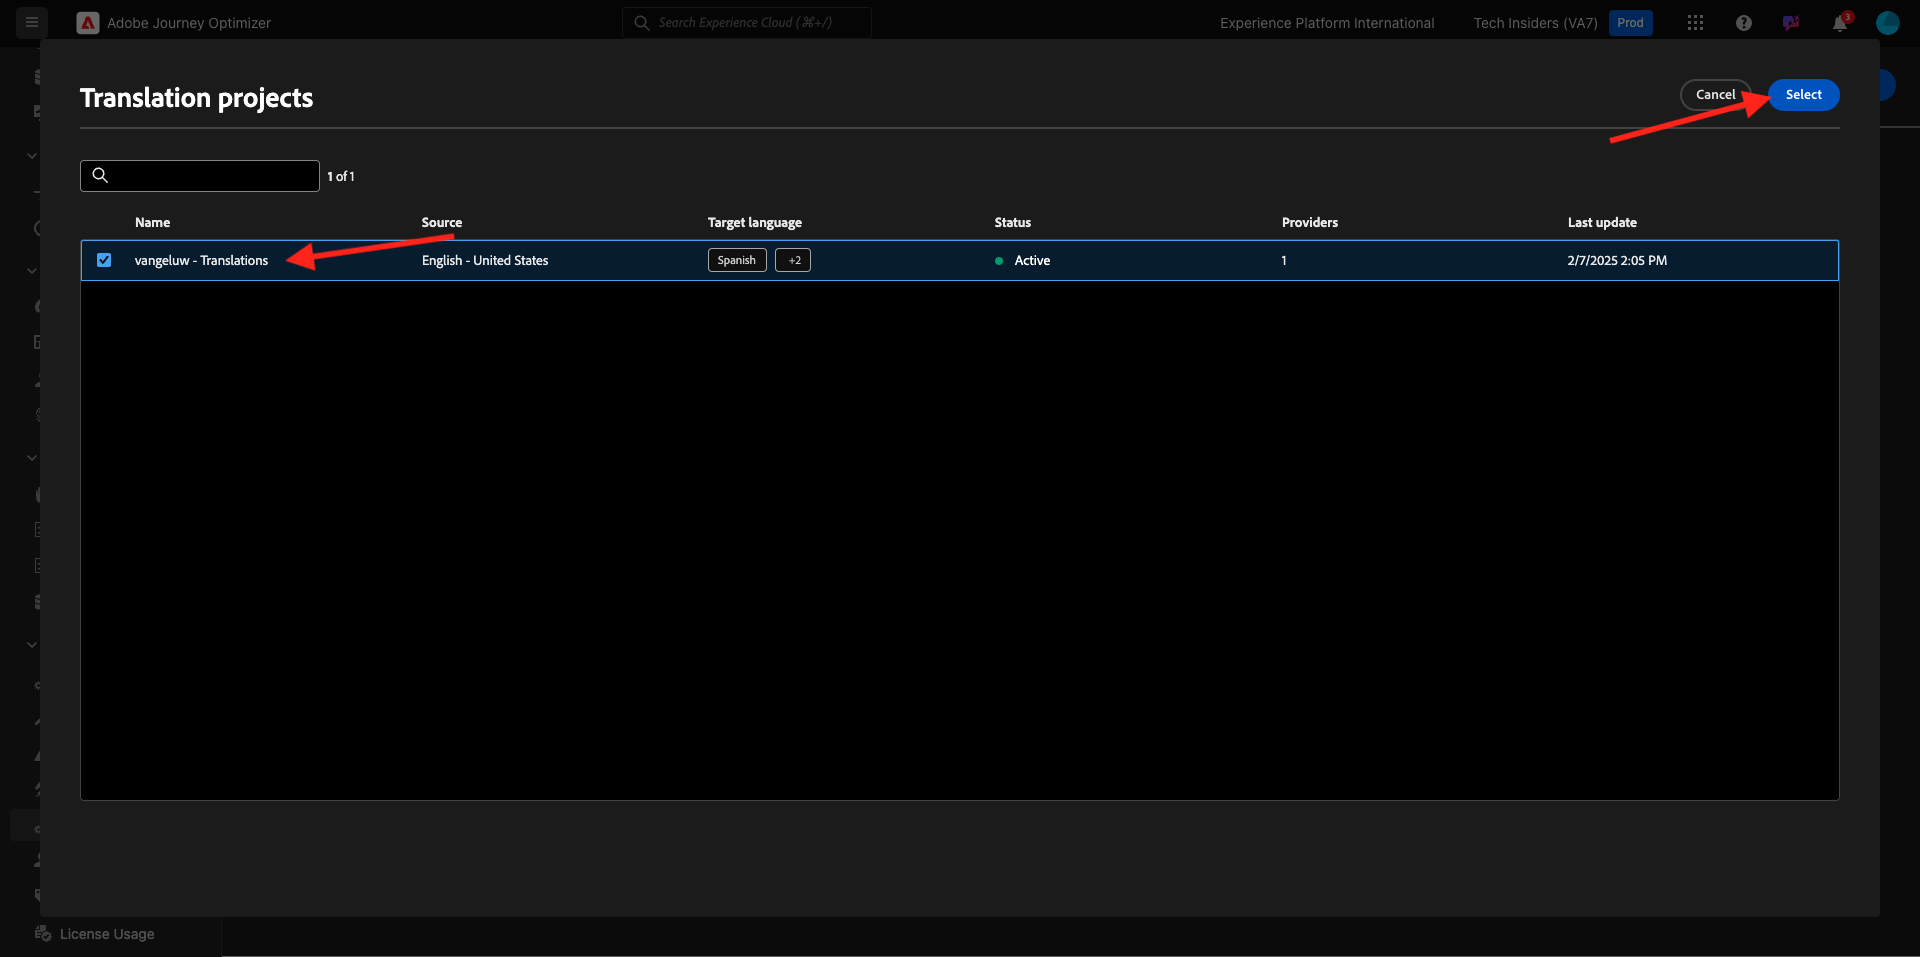 Adobe Journey Optimizer
Search Experience Cloud (⌘+/)
Experience Platform International
Tech Insiders (VA7)
Prod
3
Translation projects
Cancel
Select
1 of 1
Name
Source
Target language
Status
Providers
Last update
vangeluw - Translations
English - United States
Spanish
+2
Active
1
2/7/2025 2:05 PM
License Usage